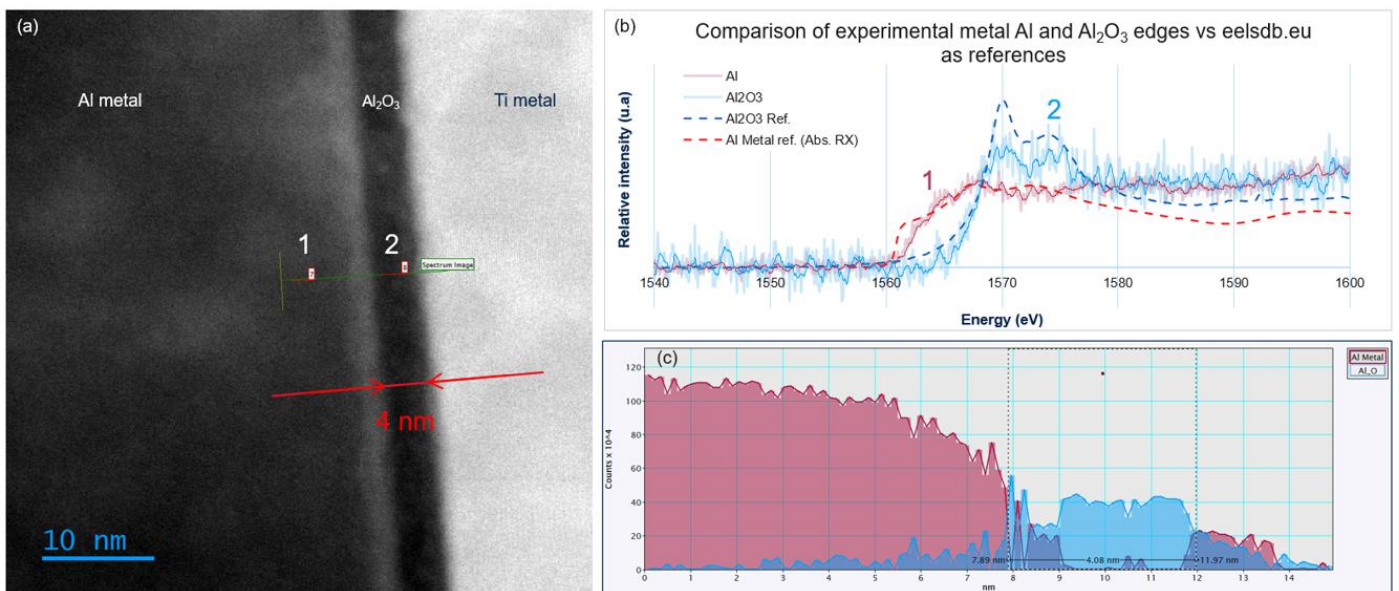 (a)
Al metal
Al₂O₃
Ti metal
1
2
Spectrum Image
4 nm
10 nm
(b)
Comparison of experimental metal Al and Al₂O₃ edges vs eelsdb.eu
as references
Al
Al2O3
Al2O3 Ref.
Al Metal ref. (Abs. RX)
1
2
Relative intensity (u.a)
1540
1550
1560
1570
1580
1590
1600
Energy (eV)
(c)
Al Metal
Al_O
Counts x 10^4
120
100
80
60
40
20
0
7.89 nm
4.08 nm
11.97 nm
0 1 2 3 4 5 6 7 8 9 10 11 12 13 14
nm